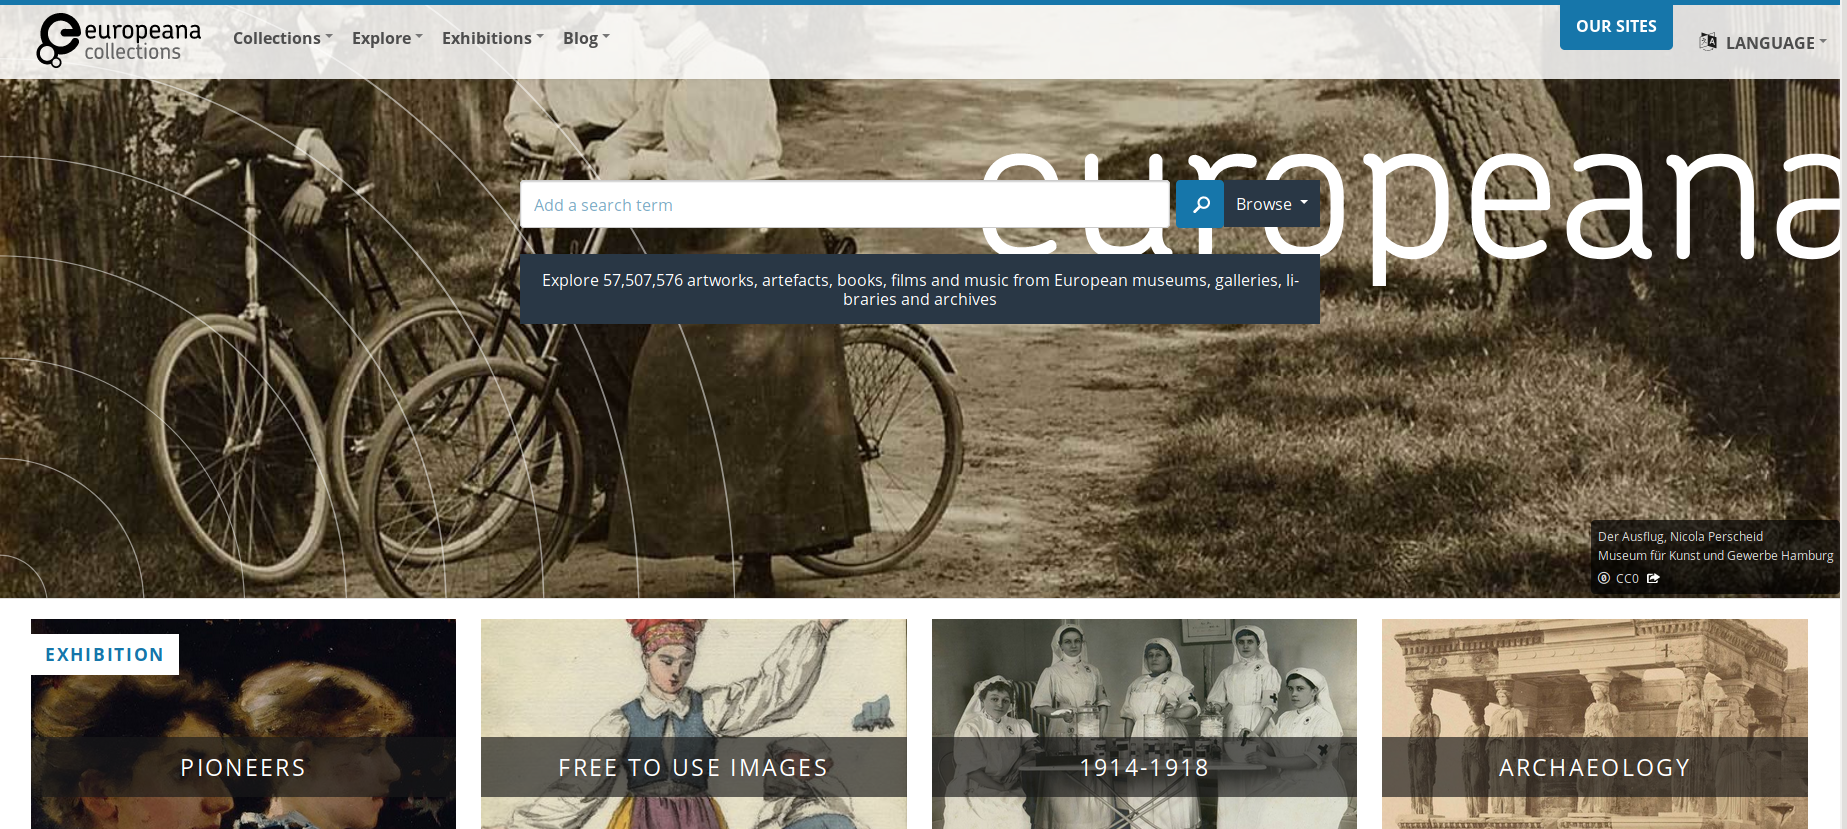 europeana
collections
Collections
Explore
Exhibitions
Blog
OUR SITES
LANGUAGE
europeana
Add a search term
Browse
Explore 57,507,576 artworks, artefacts, books, films and music from European museums, galleries, li-
braries and archives
Der Ausflug, Nicola Perscheid
Museum für Kunst und Gewerbe Hamburg
CC0
EXHIBITION
PIONEERS
FREE TO USE IMAGES
1914-1918
ARCHAEOLOGY